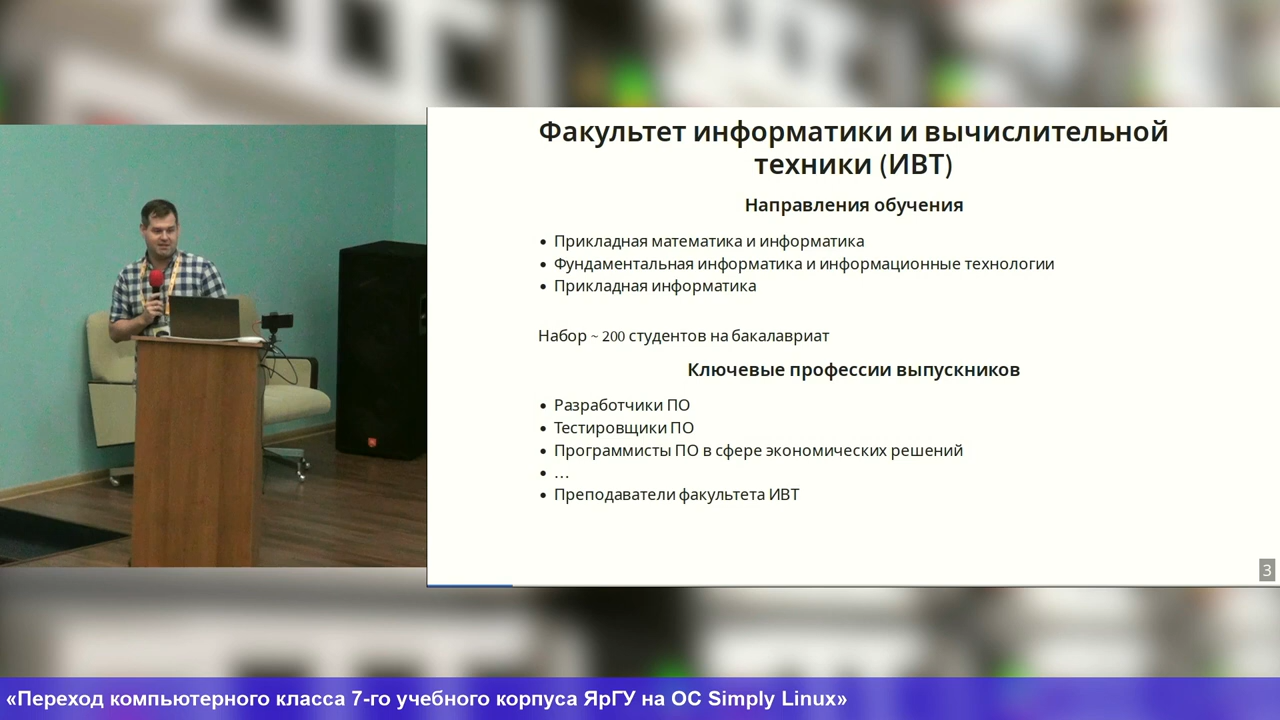 Факультет информатики и вычислительной
техники (ИВТ)
Направления обучения
• Прикладная математика и информатика
• Фундаментальная информатика и информационные технологии
• Прикладная информатика
Набор ~ 200 студентов на бакалавриат
Ключевые профессии выпускников
• Разработчики ПО
• Тестировщики ПО
• Программисты ПО в сфере экономических решений
• …
• Преподаватели факультета ИВТ
3
«Переход компьютерного класса 7-го учебного корпуса ЯрГУ на ОС Simply Linux»